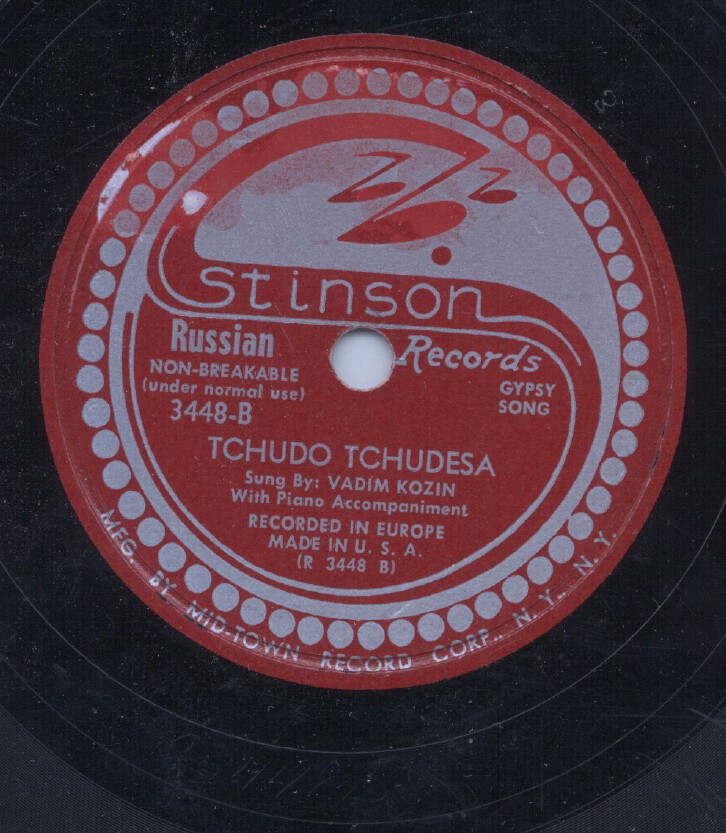 Stinson
Records
Russian
NON-BREAKABLE
(under normal use)
3448-B
GYPSY
SONG
TCHUDO TCHUDESA
Sung By: VADIM KOZIN
With Piano Accompaniment
RECORDED IN EUROPE
MADE IN U. S. A.
(R 3448 B)
MFG. BY MID-TOWN RECORD CORP., N. Y., N. Y.